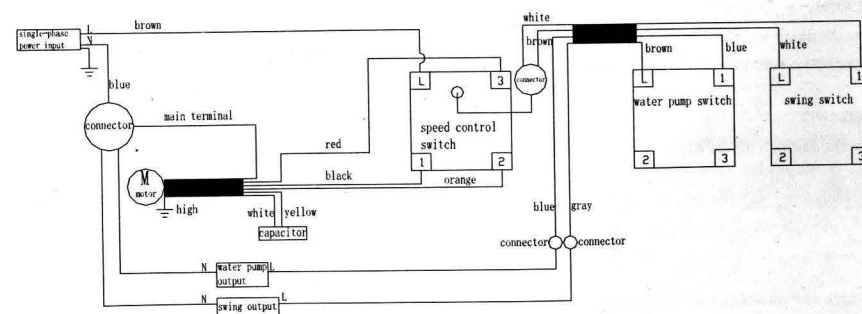 single-phase
power input
L
N
brown
blue
connector
main terminal
M
motor
high
white
yellow
capacitor
red
black
orange
L
3
speed control
switch
1
2
white
brown
connector
brown
blue
white
L
1
water pump switch
2
3
L
1
swing switch
2
3
blue
gray
connector
connector
N
water pump
output
L
N
swing output
L